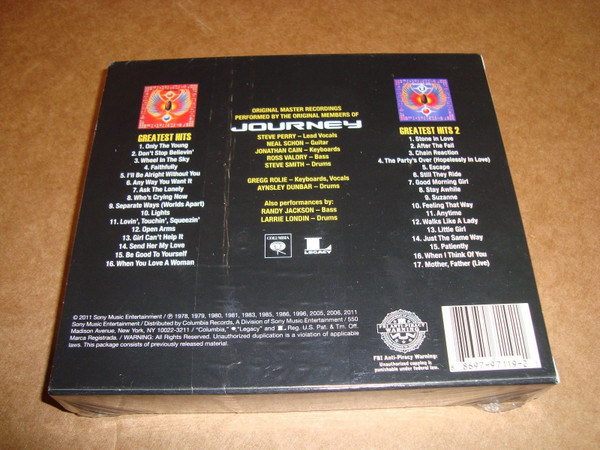 GREATEST HITS
1. Only The Young
2. Don't Stop Believin'
3. Wheel In The Sky
4. Faithfully
5. I'll Be Alright Without You
6. Any Way You Want It
7. Ask The Lonely
8. Who's Crying Now
9. Separate Ways (Worlds Apart)
10. Lights
11. Lovin', Touchin', Squeezin'
12. Open Arms
13. Girl Can't Help It
14. Send Her My Love
15. Be Good To Yourself
16. When You Love A Woman
ORIGINAL MASTER RECORDINGS
PERFORMED BY THE ORIGINAL MEMBERS OF
JOURNEY
STEVE PERRY – Lead Vocals
NEAL SCHON – Guitar
JONATHAN CAIN – Keyboards
ROSS VALORY – Bass
STEVE SMITH – Drums
GREGG ROLIE – Keyboards, Vocals
AYNSLEY DUNBAR – Drums
Also performances by:
RANDY JACKSON – Bass
LARRIE LONDIN – Drums
COLUMBIA
LEGACY
GREATEST HITS 2
1. Stone In Love
2. After The Fall
3. Chain Reaction
4. The Party's Over (Hopelessly In Love)
5. Escape
6. Still They Ride
7. Good Morning Girl
8. Stay Awhile
9. Suzanne
10. Feeling That Way
11. Anytime
12. Walks Like A Lady
13. Little Girl
14. Just The Same Way
15. Patiently
16. When I Think Of You
17. Mother, Father (Live)
© 2011 Sony Music Entertainment / ℗ 1978, 1979, 1980, 1981, 1983, 1985, 1986, 1996, 2005, 2006, 2011
Sony Music Entertainment / Distributed by Columbia Records, A Division of Sony Music Entertainment / 550
Madison Avenue, New York, NY 10022-3211 / "Columbia," "Legacy" and L Reg. U.S. Pat. & Tm. Off.
Marca Registrada. / WARNING: All Rights Reserved. Unauthorized duplication is a violation of applicable
laws. This package consists of previously released material.
FBI ANTI-PIRACY
WARNING
FBI Anti-Piracy Warning:
Unauthorized copying is
punishable under federal law.
8 8697-97119-2